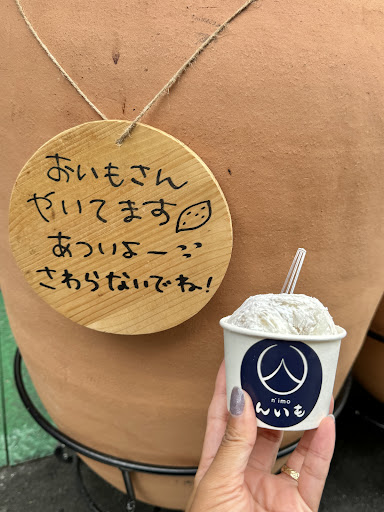 おいもさん
やいてます
あついよー
さわらないでね!
n'imo
んいも